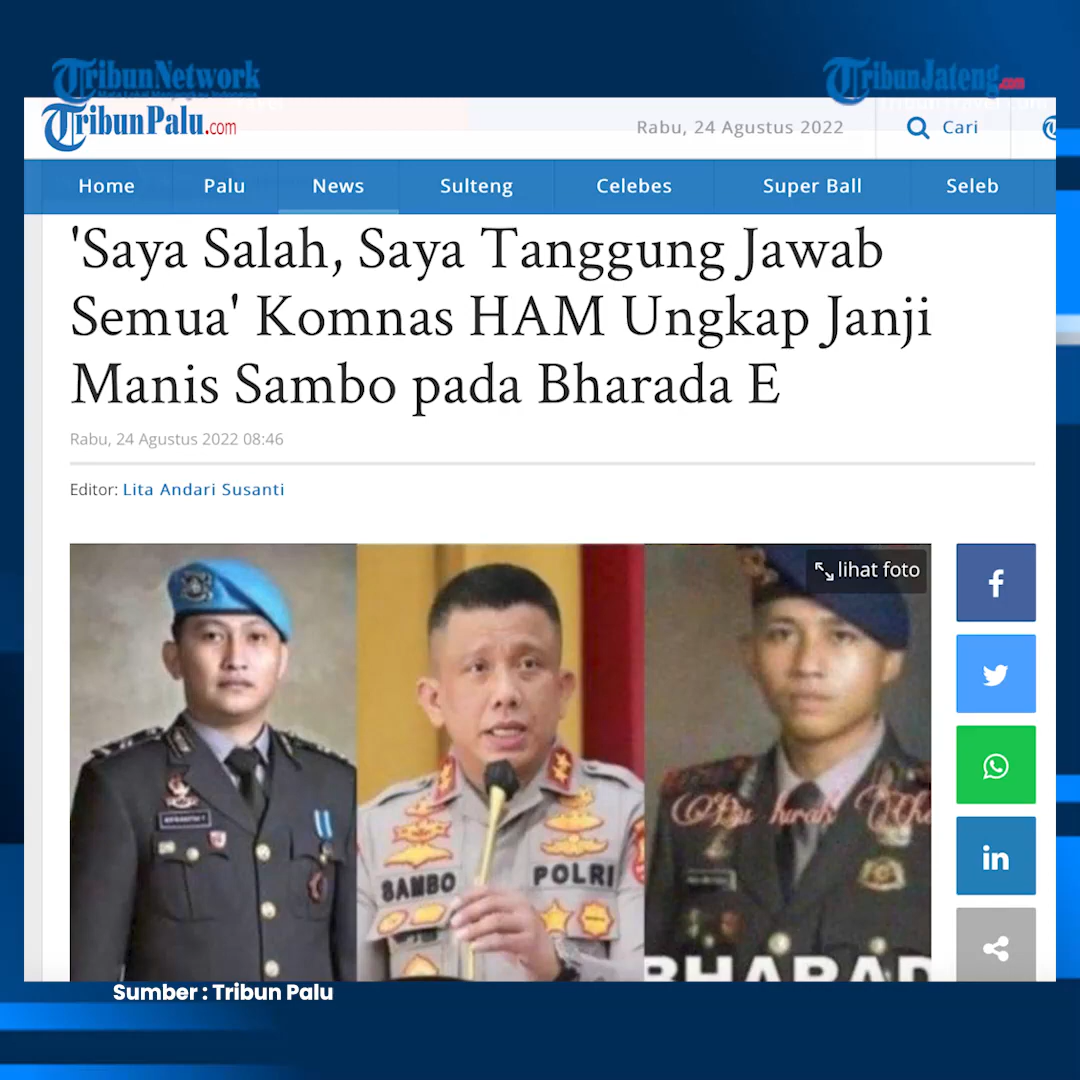 TribunNetwork
TribunJateng.com
TribunPalu.com
Rabu, 24 Agustus 2022
Cari
Home
Palu
News
Sulteng
Celebes
Super Ball
Seleb
'Saya Salah, Saya Tanggung Jawab
Semua' Komnas HAM Ungkap Janji
Manis Sambo pada Bharada E
Rabu, 24 Agustus 2022 08:46
Editor: Lita Andari Susanti
lihat foto
SAMBO
POLRI
BHARAD
Sumber : Tribun Palu